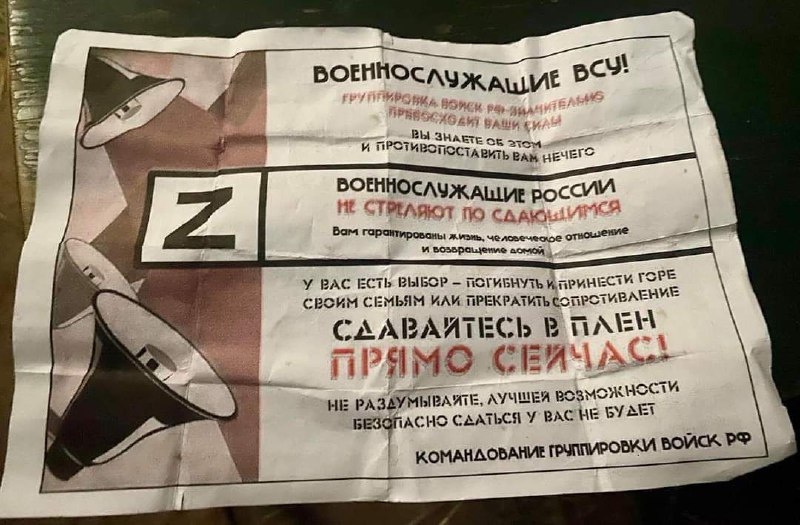 ВОЕННОСЛУЖАЩИЕ ВСУ!
ГРУППИРОВКА ВОЙСК РФ ЗНАЧИТЕЛЬНО
ПРЕВОСХОДИТ ВАШИ СИЛЫ
ВЫ ЗНАЕТЕ ОБ ЭТОМ
И ПРОТИВОПОСТАВИТЬ ВАМ НЕЧЕГО
Z
ВОЕННОСЛУЖАЩИЕ РОССИИ
НЕ СТРЕЛЯЮТ ПО СДАЮЩИМСЯ
Вам гарантированы жизнь, человеческое отношение
и возвращение домой
У ВАС ЕСТЬ ВЫБОР – ПОГИБНУТЬ И ПРИНЕСТИ ГОРЕ
СВОИМ СЕМЬЯМ ИЛИ ПРЕКРАТИТЬ СОПРОТИВЛЕНИЕ
СДАВАЙТЕСЬ В ПЛЕН
ПРЯМО СЕЙЧАС!
НЕ РАЗДУМЫВАЙТЕ, ЛУЧШЕЙ ВОЗМОЖНОСТИ
БЕЗОПАСНО СДАТЬСЯ У ВАС НЕ БУДЕТ
КОМАНДОВАНИЕ ГРУППИРОВКИ ВОЙСК РФ